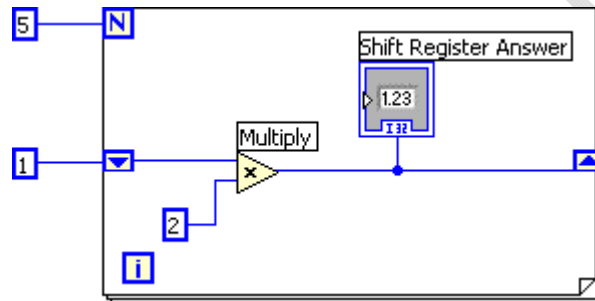 5
N
Shift Register Answer
1.23
I32
Multiply
1
x
2
i